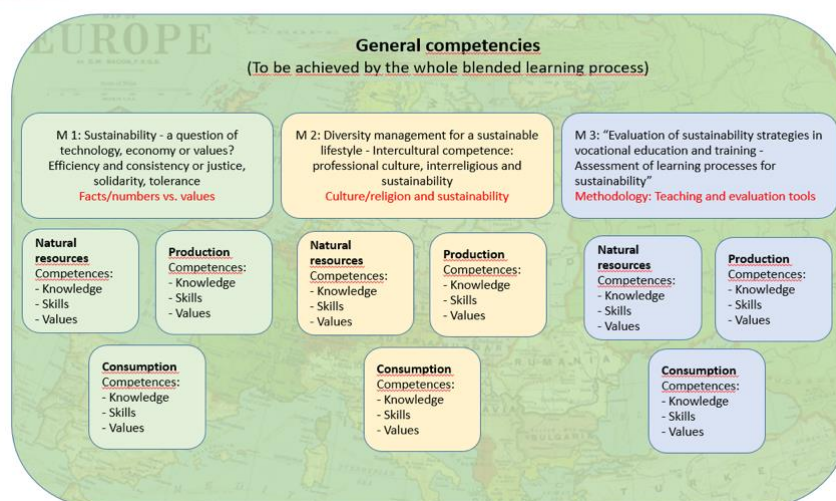 EUROPE
General competencies
(To be achieved by the whole blended learning process)
M 1: Sustainability - a question of
technology, economy or values?
Efficiency and consistency or justice,
solidarity, tolerance
Facts/numbers vs. values
M 2: Diversity management for a sustainable
lifestyle - Intercultural competence:
professional culture, interreligious and
sustainability
Culture/religion and sustainability
M 3: “Evaluation of sustainability strategies in
vocational education and training -
Assessment of learning processes for
sustainability”
Methodology: Teaching and evaluation tools
Natural
resources
Competences:
- Knowledge
- Skills
- Values
Production
Competences:
- Knowledge
- Skills
- Values
Consumption
Competences:
- Knowledge
- Skills
- Values
Natural
resources
Competences:
- Knowledge
- Skills
- Values
Production
Competences:
- Knowledge
- Skills
- Values
Consumption
Competences:
- Knowledge
- Skills
- Values
Natural
resources
Competences:
- Knowledge
- Skills
- Values
Production
Competences:
- Knowledge
- Skills
- Values
Consumption
Competences:
- Knowledge
- Skills
- Values
RUMANIA
BULGARIA
TURKEY